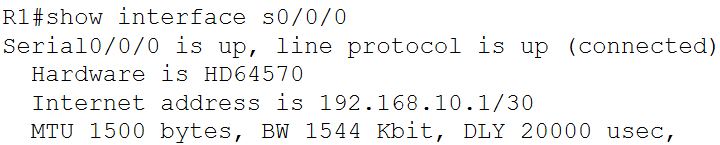 R1#show interface s0/0/0
Serial0/0/0 is up, line protocol is up (connected)
Hardware is HD64570
Internet address is 192.168.10.1/30
MTU 1500 bytes, BW 1544 Kbit, DLY 20000 usec,